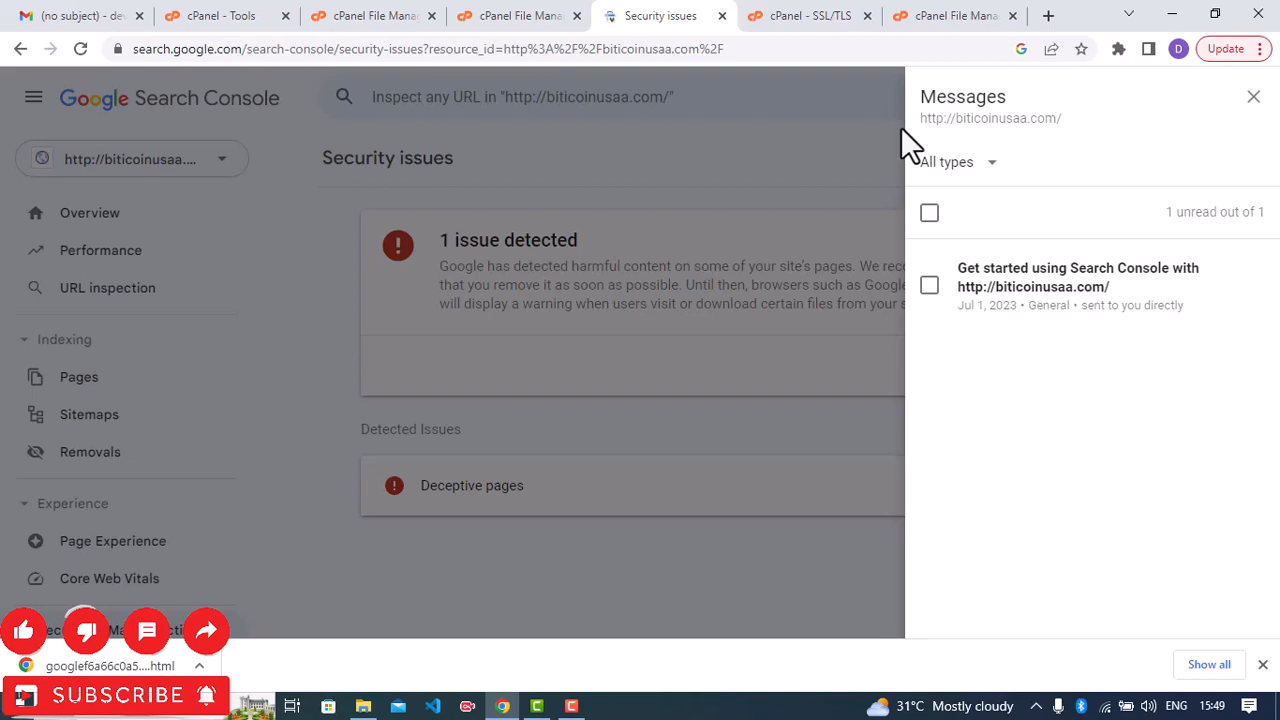 (no subject) - dev
cPanel - Tools
cPanel File Mana
cPanel File Mana
Security issues
cPanel - SSL/TLS
cPanel File Mana
search.google.com/search-console/security-issues?resource_id=http%3A%2F%2Fbiticoinusaa.com%2F
D
Update
Google Search Console
Inspect any URL in "http://biticoinusaa.com/"
Messages
http://biticoinusaa.com/
http://biticoinusaa....
Security issues
All types
Overview
Performance
URL inspection
1 unread out of 1
1 issue detected
Google has detected harmful content on some of your site's pages. We reco
that you remove it as soon as possible. Until then, browsers such as Google
will display a warning when users visit or download certain files from your s
Get started using Search Console with
http://biticoinusaa.com/
Jul 1, 2023 • General • sent to you directly
Indexing
Pages
Sitemaps
Removals
Detected Issues
Deceptive pages
Experience
Page Experience
Core Web Vitals
googlef6a66c0a5....html
Show all
SUBSCRIBE
31°C Mostly cloudy
ENG
15:49